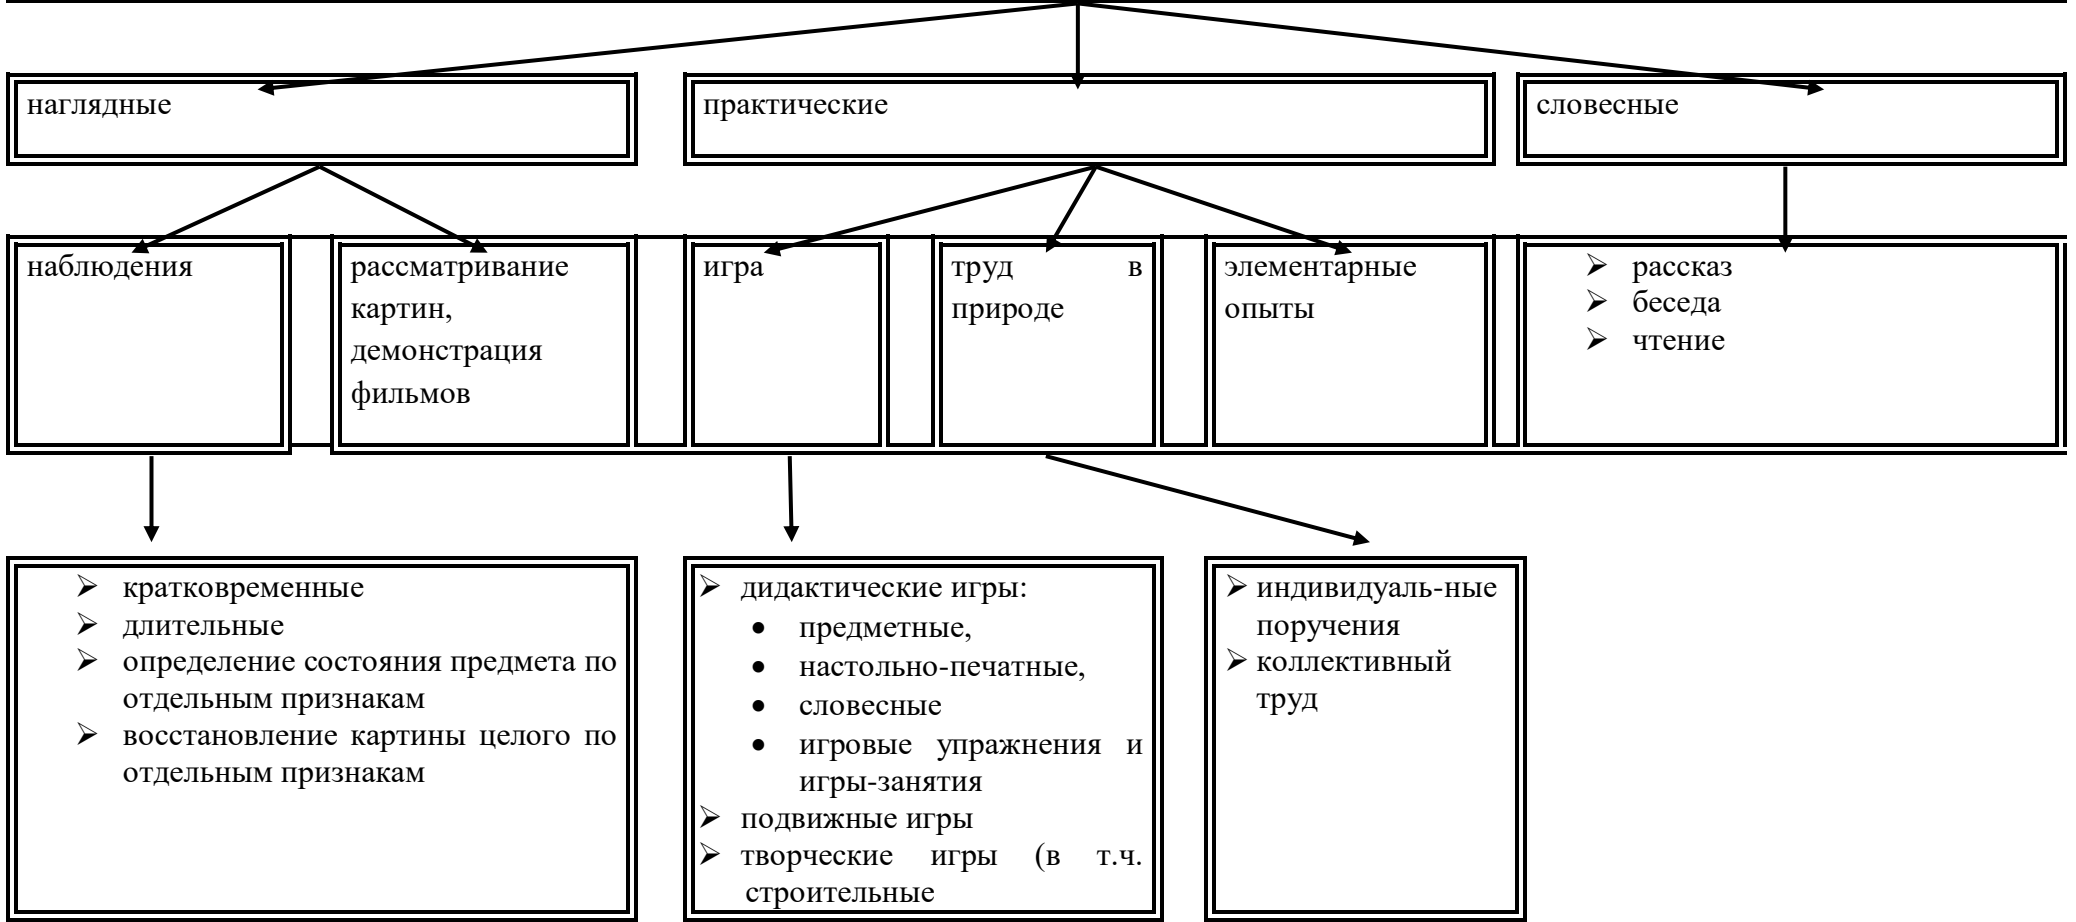 наглядные
практические
словесные
наблюдения
рассматривание
картин,
демонстрация
фильмов
игра
труд в
природе
элементарные
опыты
рассказ
беседа
чтение
кратковременные
длительные
определение состояния предмета по
отдельным признакам
восстановление картины целого по
отдельным признакам
дидактические игры:
предметные,
настольно-печатные,
словесные
игровые упражнения и
игры-занятия
подвижные игры
творческие игры (в т.ч.
строительные
индивидуаль-ные
поручения
коллективный
труд